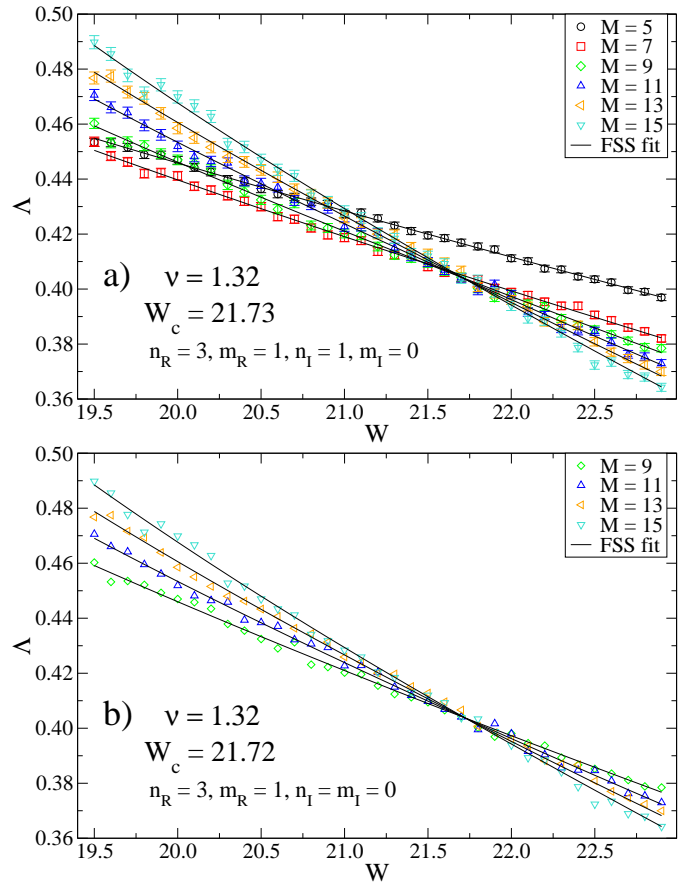 0.50
0.48
0.46
0.44
0.42
0.40
0.38
0.36
Λ
M = 5
M = 7
M = 9
M = 11
M = 13
M = 15
FSS fit
a)
ν = 1.32
W_c = 21.73
n_R = 3, m_R = 1, n_I = 1, m_I = 0
19.5 20.0 20.5 21.0 21.5 22.0 22.5
W
0.50
0.48
0.46
0.44
0.42
0.40
0.38
0.36
Λ
M = 9
M = 11
M = 13
M = 15
FSS fit
b)
ν = 1.32
W_c = 21.72
n_R = 3, m_R = 1, n_I = m_I = 0
19.5 20.0 20.5 21.0 21.5 22.0 22.5
W